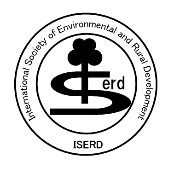 International Society of Environmental and Rural Development
Serd
ISERD